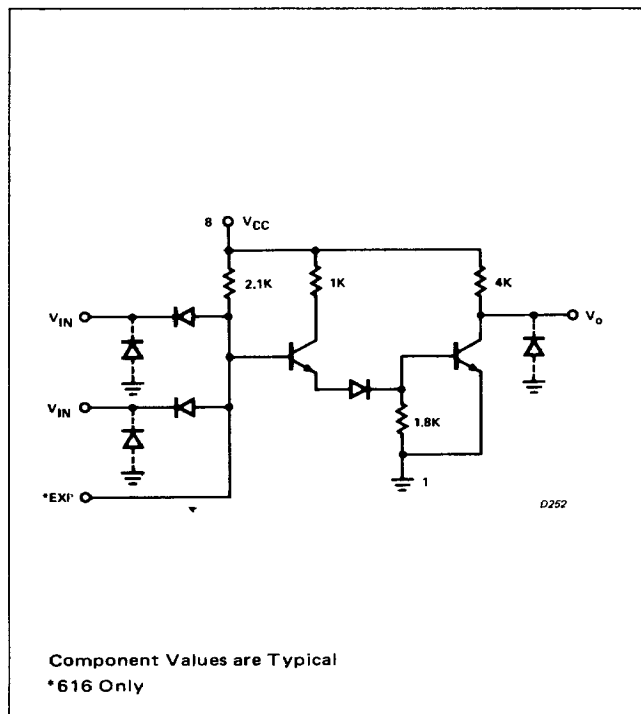 8 VCC
2.1K 1K 4K
VIN
Vo
VIN
1.8K
*EXP
1
D252
Component Values are Typical
*616 Only